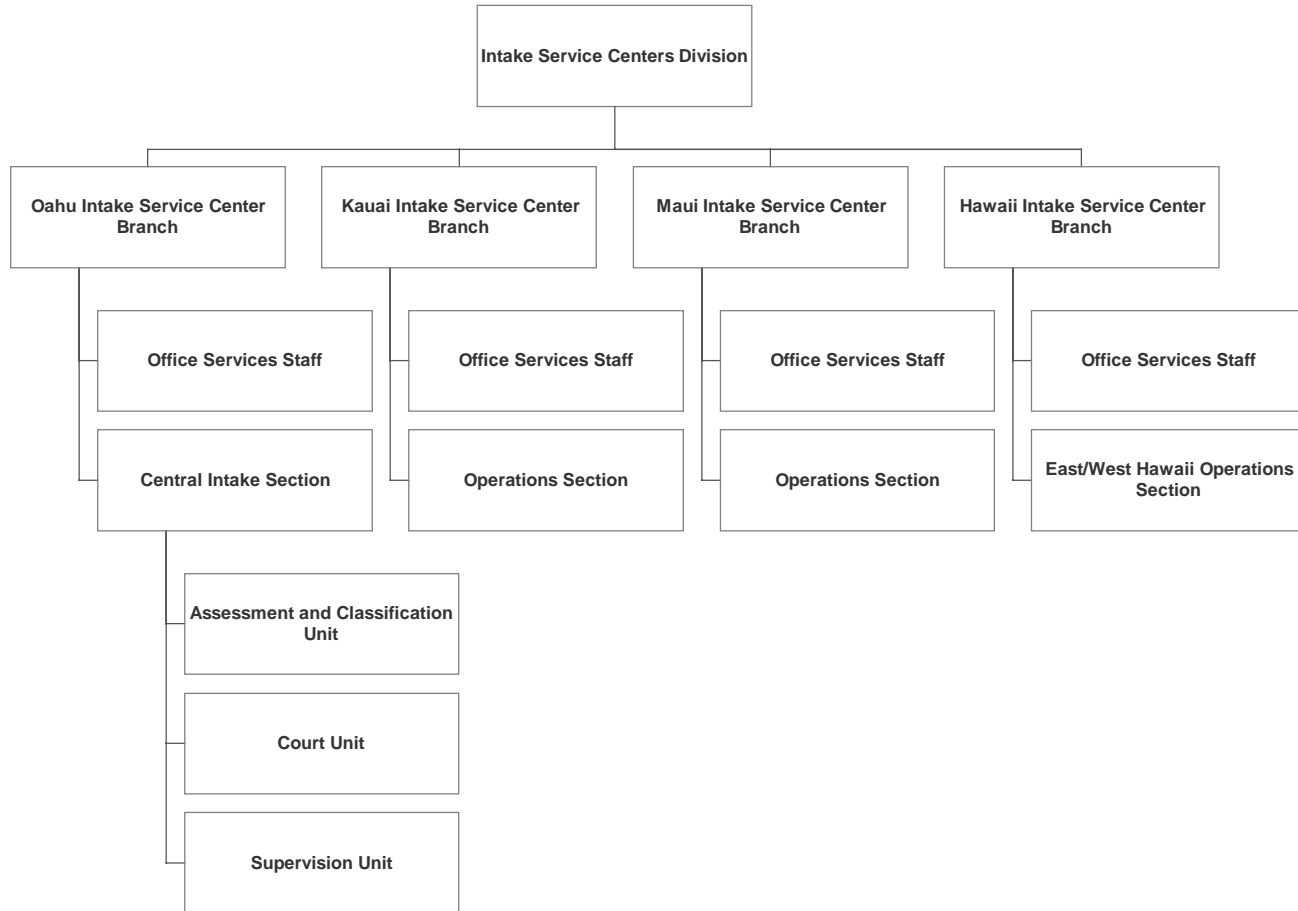 Intake Service Centers Division
Oahu Intake Service Center
Branch
Kauai Intake Service Center
Branch
Maui Intake Service Center
Branch
Hawaii Intake Service Center
Branch
Office Services Staff
Office Services Staff
Office Services Staff
Office Services Staff
Central Intake Section
Operations Section
Operations Section
East/West Hawaii Operations
Section
Assessment and Classification
Unit
Court Unit
Supervision Unit